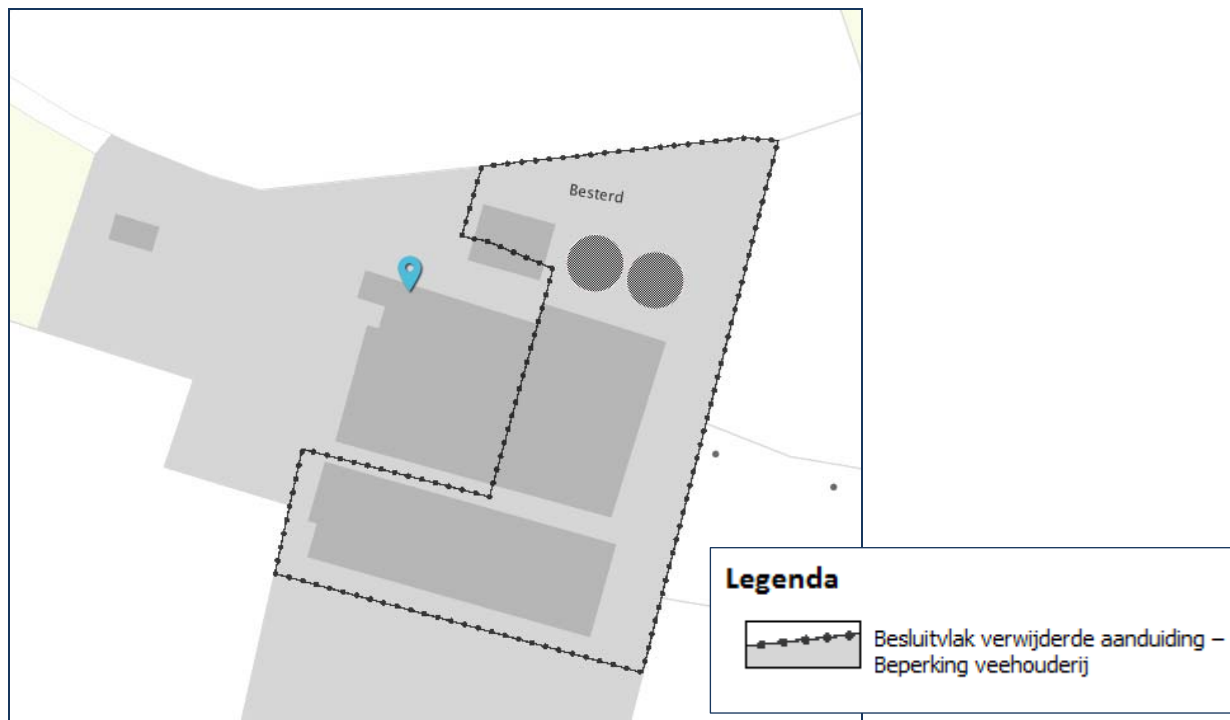 Besterd
Legenda
Besluitvlak verwijderde aanduiding –
Beperking veehouderij